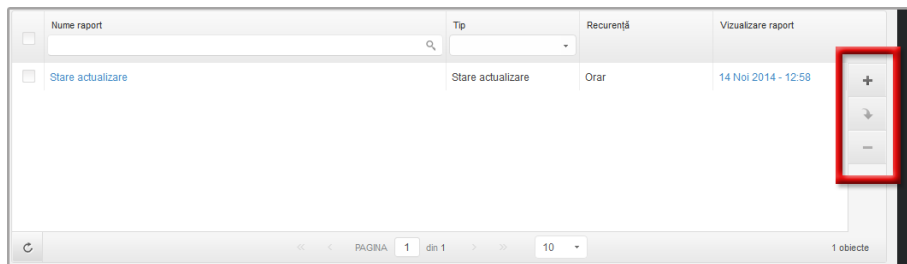 Nume raport Tip Recurență Vizualizare raport
Stare actualizare Stare actualizare Orar 14 Noi 2014 - 12:58
PAGINA 1 din 1 10 1 obiecte